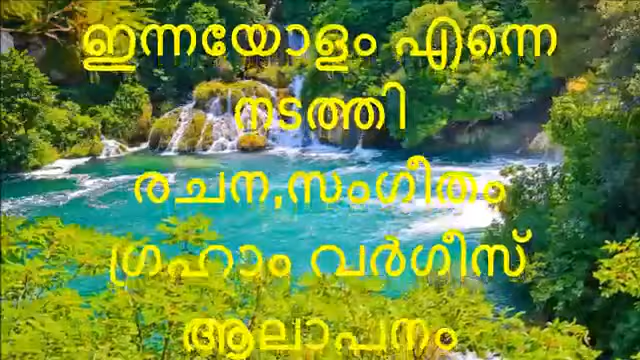 ഇന്നയോളം എന്നെ
നടത്തി
രചന,സംഗീതം
ഗ്രഹാം വർഗീസ്
ആലാപനം